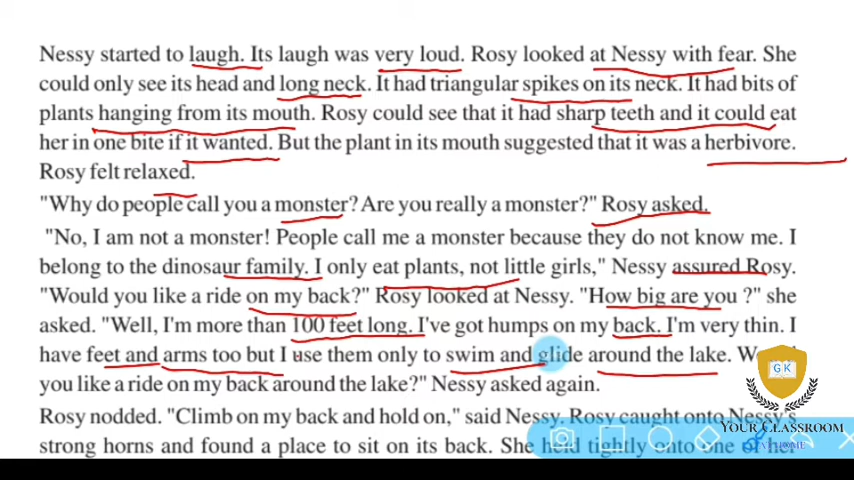 Nessy started to laugh. Its laugh was very loud. Rosy looked at Nessy with fear. She
could only see its head and long neck. It had triangular spikes on its neck. It had bits of
plants hanging from its mouth. Rosy could see that it had sharp teeth and it could eat
her in one bite if it wanted. But the plant in its mouth suggested that it was a herbivore.
Rosy felt relaxed.
"Why do people call you a monster? Are you really a monster?" Rosy asked.
"No, I am not a monster! People call me a monster because they do not know me. I
belong to the dinosaur family. I only eat plants, not little girls," Nessy assured Rosy.
"Would you like a ride on my back?" Rosy looked at Nessy. "How big are you ?" she
asked. "Well, I'm more than 100 feet long. I've got humps on my back. I'm very thin. I
have feet and arms too but I use them only to swim and glide around the lake.
you like a ride on my back around the lake?" Nessy asked again.
Rosy nodded. "Climb on my back and hold on," said Nessy. Rosy caught onto Nessy's
strong horns and found a place to sit on its back. She held tightly onto one of her
GK
YOUR CLASSROOM
HOME